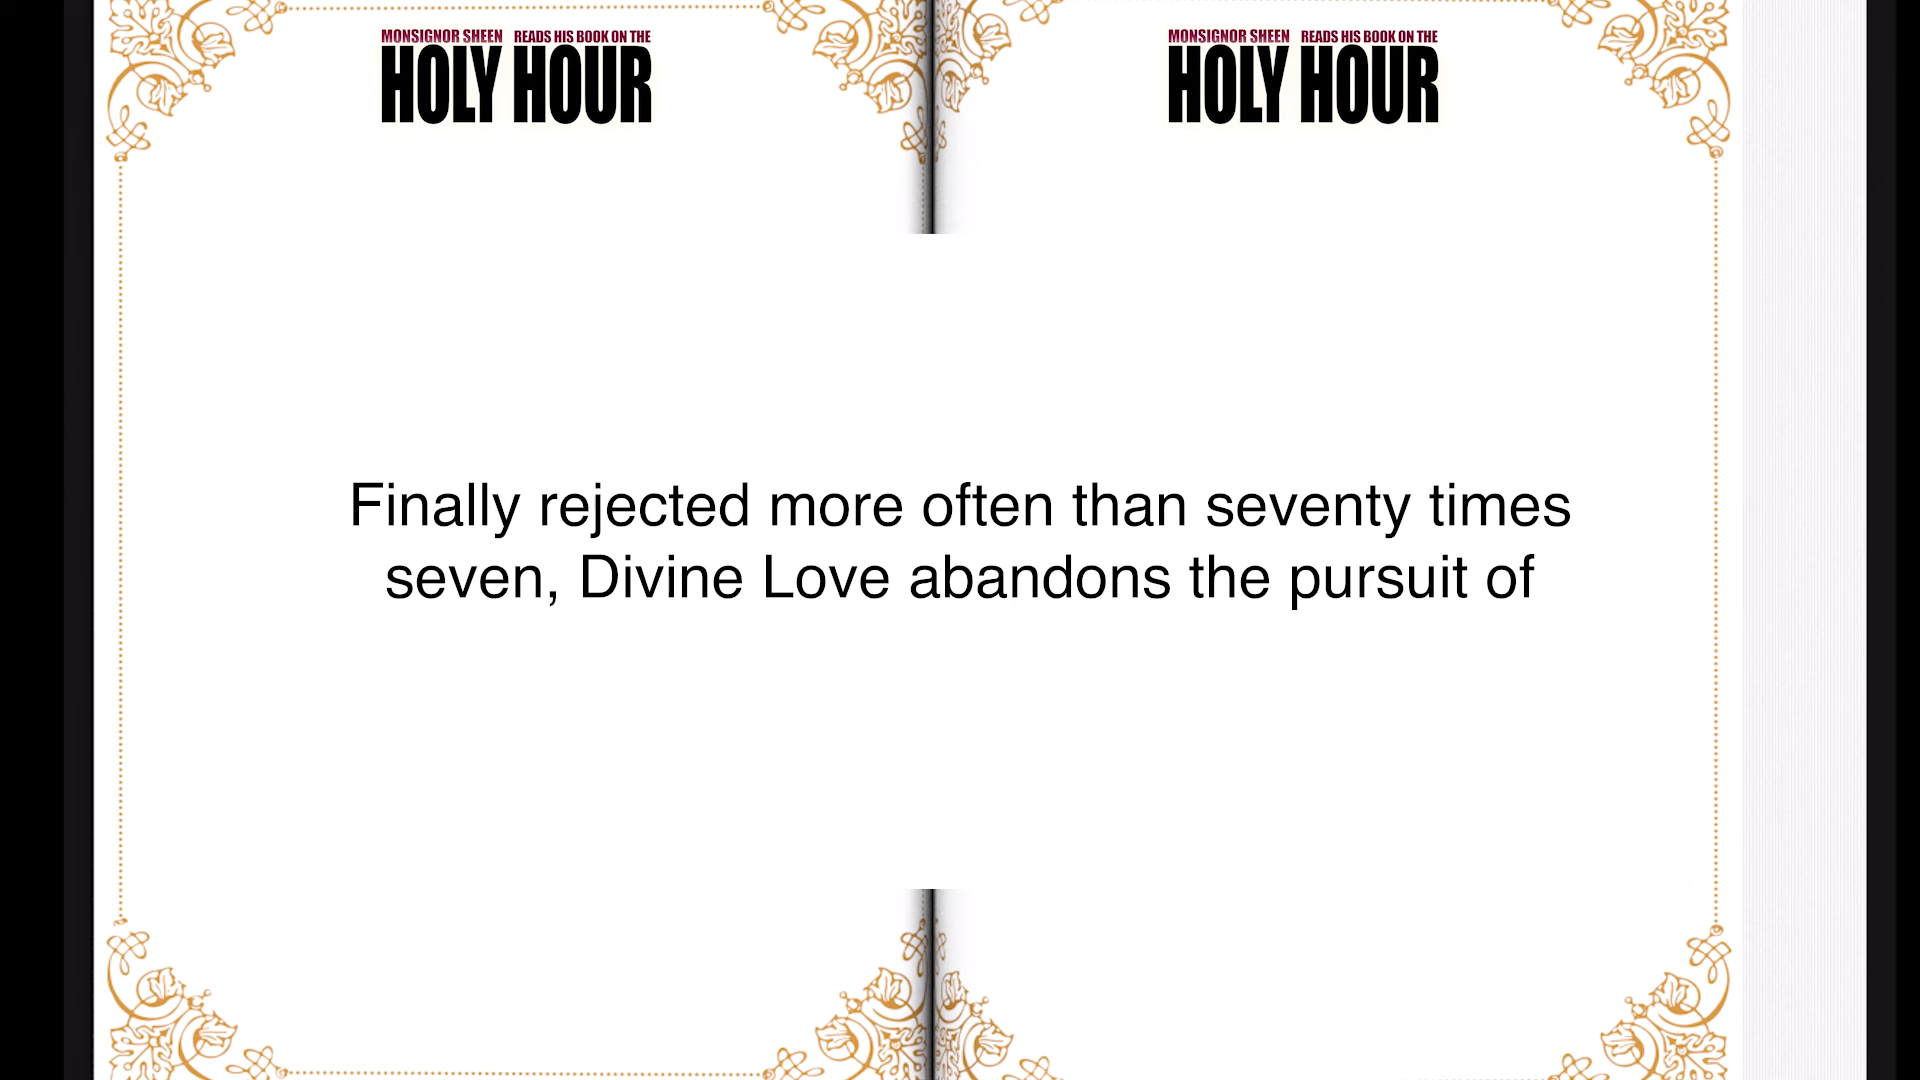 MONSIGNOR SHEEN READS HIS BOOK ON THE
HOLY HOUR
MONSIGNOR SHEEN READS HIS BOOK ON THE
HOLY HOUR
Finally rejected more often than seventy times
seven, Divine Love abandons the pursuit of